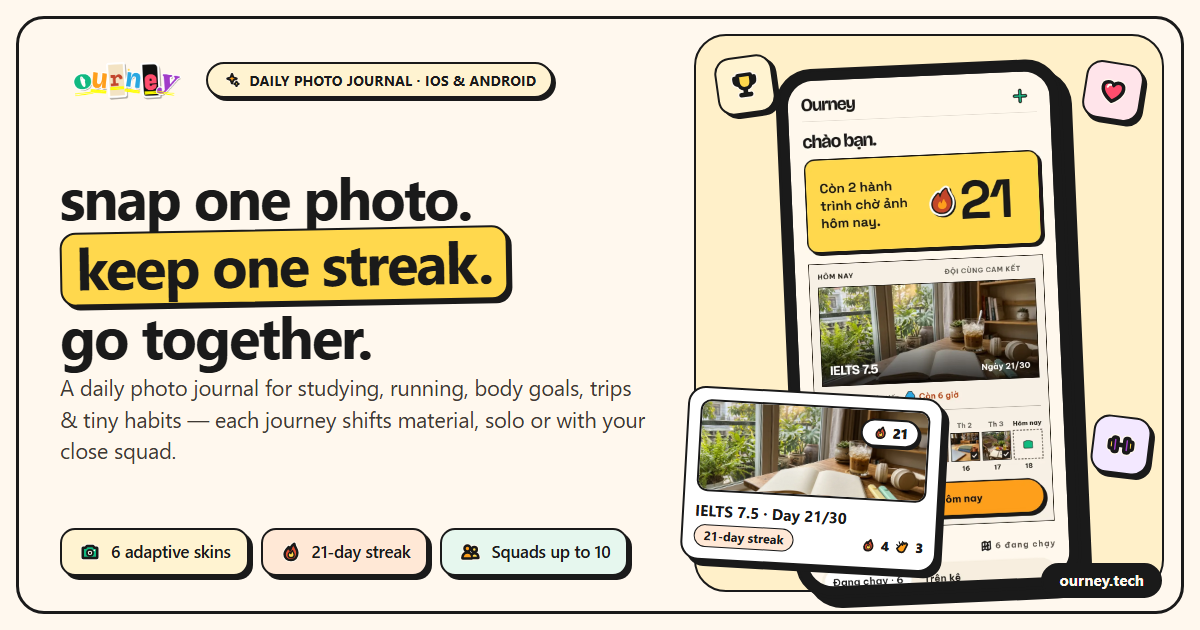 ourney
DAILY PHOTO JOURNAL · IOS & ANDROID
snap one photo.
keep one streak.
go together.
A daily photo journal for studying, running, body goals, trips
& tiny habits — each journey shifts material, solo or with your
close squad.
6 adaptive skins
21-day streak
Squads up to 10
Ourney
chào bạn.
Còn 2 hành
trình chờ ảnh
hôm nay.
21
HÔM NAY
ĐỘI CÙNG CAM KẾT
IELTS 7.5
Ngày 21/30
Còn 6 giờ
Th 2
Th 3
Hôm nay
16
17
18
ôm nay
6 đang chạy
Đang chạy · 6
Trên kệ
21
IELTS 7.5 · Day 21/30
21-day streak
4
3
ourney.tech